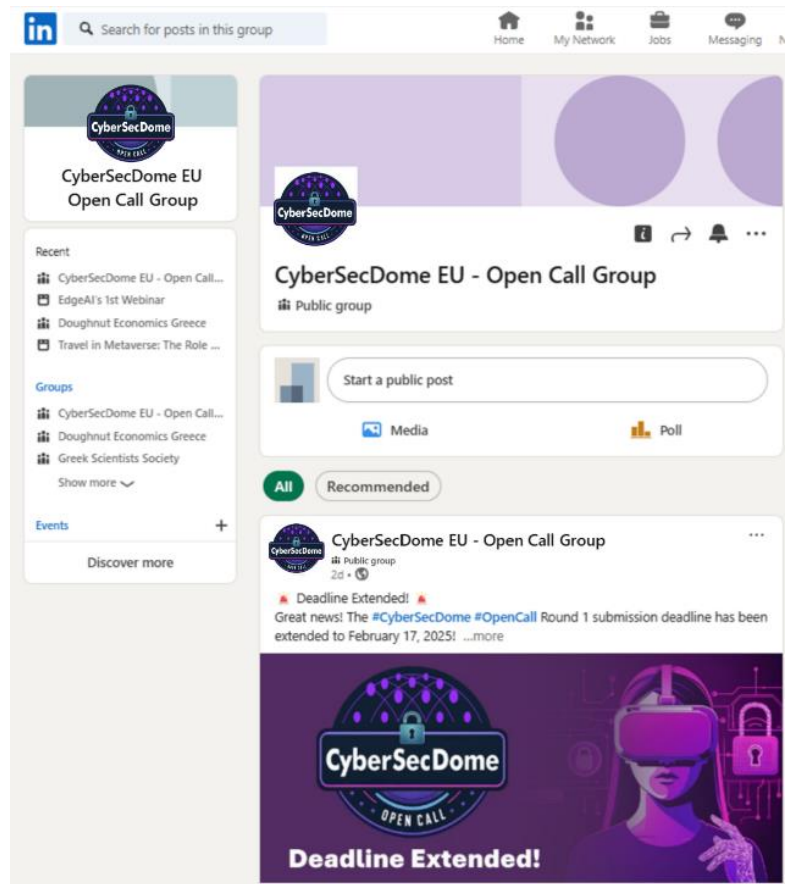 in
Search for posts in this group
Home
My Network
Jobs
Messaging
CyberSecDome
OPEN CALL
CyberSecDome EU
Open Call Group
Recent
CyberSecDome EU - Open Call...
EdgeAI's 1st Webinar
Doughnut Economics Greece
Travel in Metaverse: The Role ...
Groups
CyberSecDome EU - Open Call...
Doughnut Economics Greece
Greek Scientists Society
Show more
Events
+
Discover more
CyberSecDome
OPEN CALL
CyberSecDome EU - Open Call Group
Public group
Start a public post
Media
Poll
All
Recommended
CyberSecDome
CyberSecDome EU - Open Call Group
Public group
2d •
Deadline Extended!
Great news! The #CyberSecDome #OpenCall Round 1 submission deadline has been
extended to February 17, 2025! ...more
CyberSecDome
OPEN CALL
Deadline Extended!